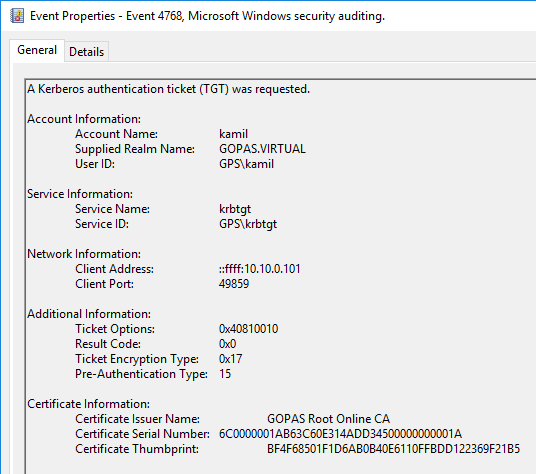 Event Properties - Event 4768, Microsoft Windows security auditing.
General Details
A Kerberos authentication ticket (TGT) was requested.
Account Information:
Account Name: kamil
Supplied Realm Name: GOPAS.VIRTUAL
User ID: GPS\kamil
Service Information:
Service Name: krbtgt
Service ID: GPS\krbtgt
Network Information:
Client Address: ::ffff:10.10.0.101
Client Port: 49859
Additional Information:
Ticket Options: 0x40810010
Result Code: 0x0
Ticket Encryption Type: 0x17
Pre-Authentication Type: 15
Certificate Information:
Certificate Issuer Name: GOPAS Root Online CA
Certificate Serial Number: 6C0000001AB63C60E314ADD34500000000001A
Certificate Thumbprint: BF4F68501F1D6AB0B40E6110FFBDD122369F21B5